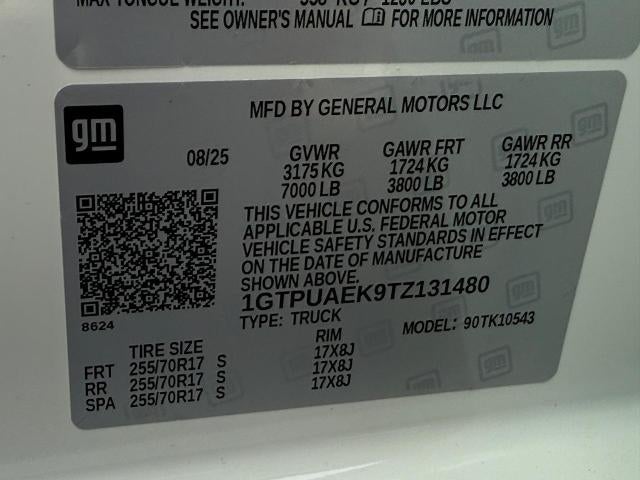 MAX TONGUE WEIGHT:
SEE OWNER'S MANUAL FOR MORE INFORMATION
gm
MFD BY GENERAL MOTORS LLC
08/25 GVWR GAWR FRT GAWR RR
3175 KG 1724 KG 1724 KG
7000 LB 3800 LB 3800 LB
THIS VEHICLE CONFORMS TO ALL
APPLICABLE U.S. FEDERAL MOTOR
VEHICLE SAFETY STANDARDS IN EFFECT
ON THE DATE OF MANUFACTURE
SHOWN ABOVE.
1GTPUAEK9TZ131480
8624
TYPE: TRUCK MODEL: 90TK10543
TIRE SIZE RIM
FRT 255/70R17 S 17X8J
RR 255/70R17 S 17X8J
SPA 255/70R17 S 17X8J